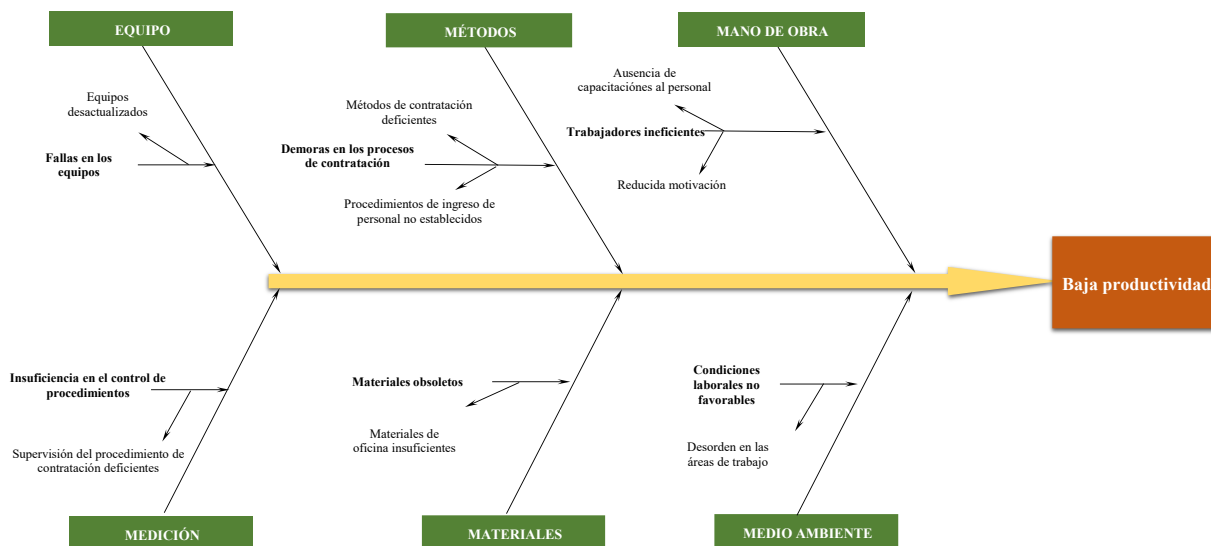 EQUIPO
MÉTODOS
MANO DE OBRA
Equipos
desactualizados
Fallas en los
equipos
Métodos de contratación
deficientes
Demoras en los procesos
de contratación
Procedimientos de ingreso de
personal no establecidos
Ausencia de
capacitaciónes al personal
Trabajadores ineficientes
Reducida motivación
Baja productividad
Insuficiencia en el control de
procedimientos
Supervisión del procedimiento de
contratación deficientes
Materiales obsoletos
Materiales de
oficina insuficientes
Condiciones
laborales no
favorables
Desorden en las
áreas de trabajo
MEDICIÓN
MATERIALES
MEDIO AMBIENTE